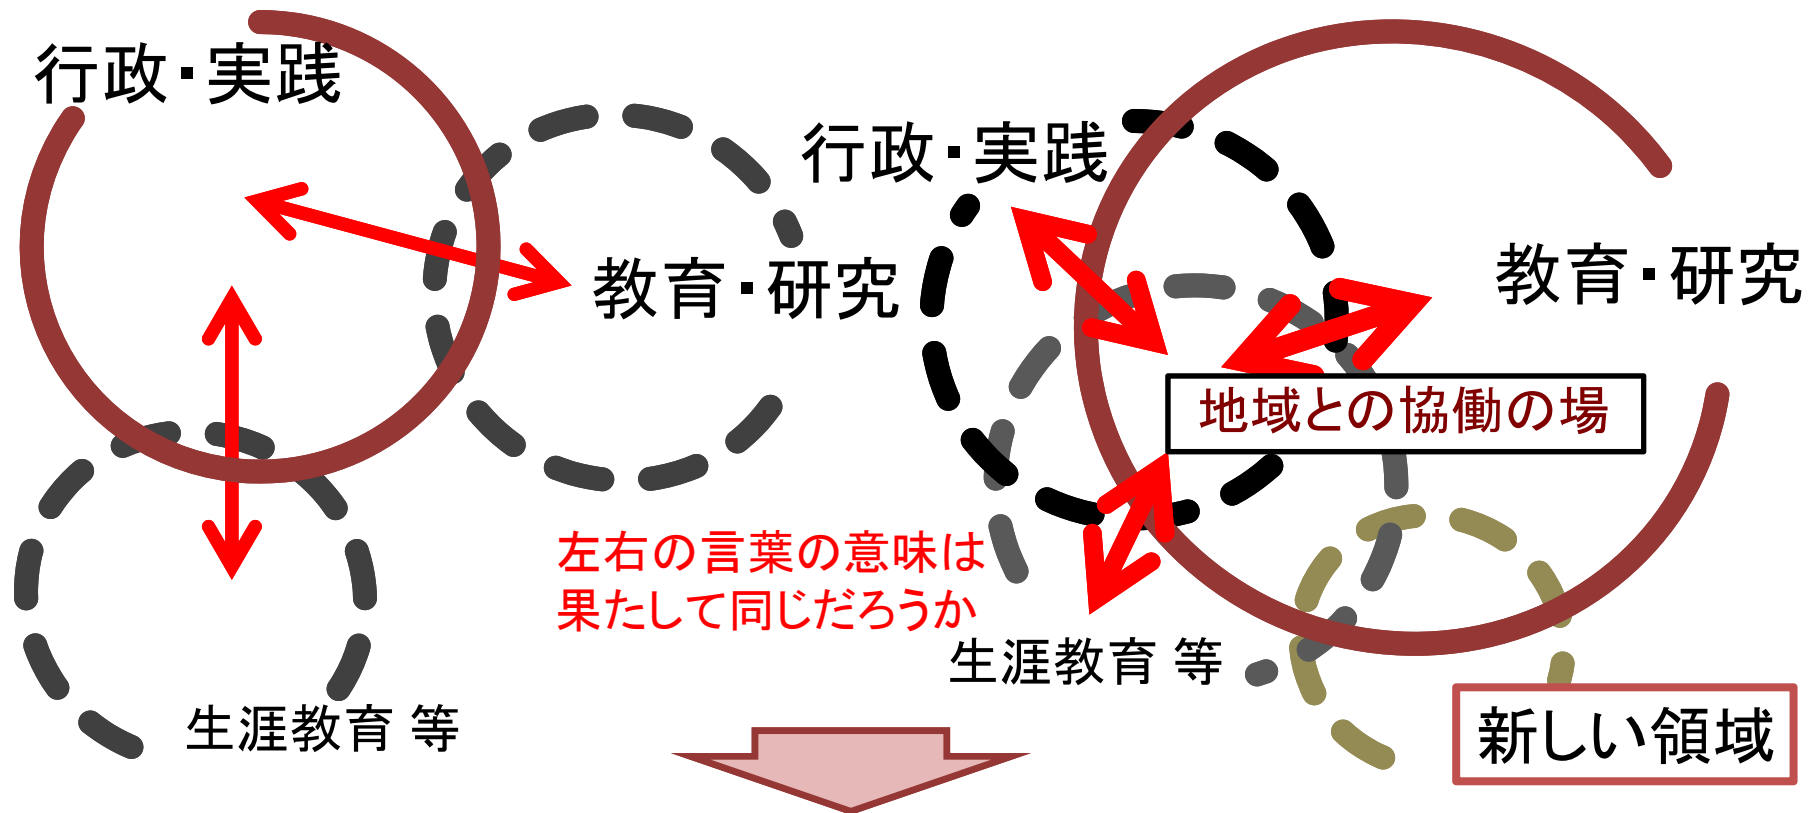 行政・実践
教育・研究
生涯教育 等
左右の言葉の意味は
果たして同じだろうか
行政・実践
教育・研究
地域との協働の場
生涯教育 等
新しい領域